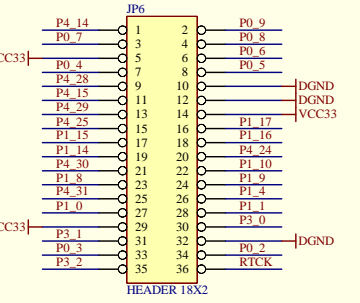 JP6
P4_14 1 2 P0_9
P0_7 3 4 P0_8
CC33 5 6 P0_6
P0_4 7 8 P0_5
P4_28 9 10 DGND
P4_15 11 12 DGND
P4_29 13 14 VCC33
P4_25 15 16 P1_17
P1_15 17 18 P1_16
P1_14 19 20 P4_24
P4_30 21 22 P1_10
P1_8 23 24 P1_9
P4_31 25 26 P1_4
P1_0 27 28 P1_1
CC33 29 30 P3_0
P3_1 31 32 DGND
P0_3 33 34 P0_2
P3_2 35 36 RTCK
HEADER 18X2